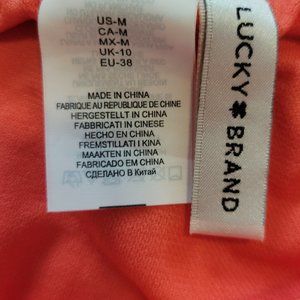 US-M
CA-M
MX-M
UK-10
EU-38
MADE IN CHINA
FABRIQUE AU REPUBLIQUE DE CHINE
HERGESTELLT IN CHINA
FABBRICATI IN CINESE
HECHO EN CHINA
FREMSTILLATI I KINA
MAAKTEN IN CHINA
FABRICADO EM CHINA
СДЕЛАНО В Китай
LUCKY BRAND